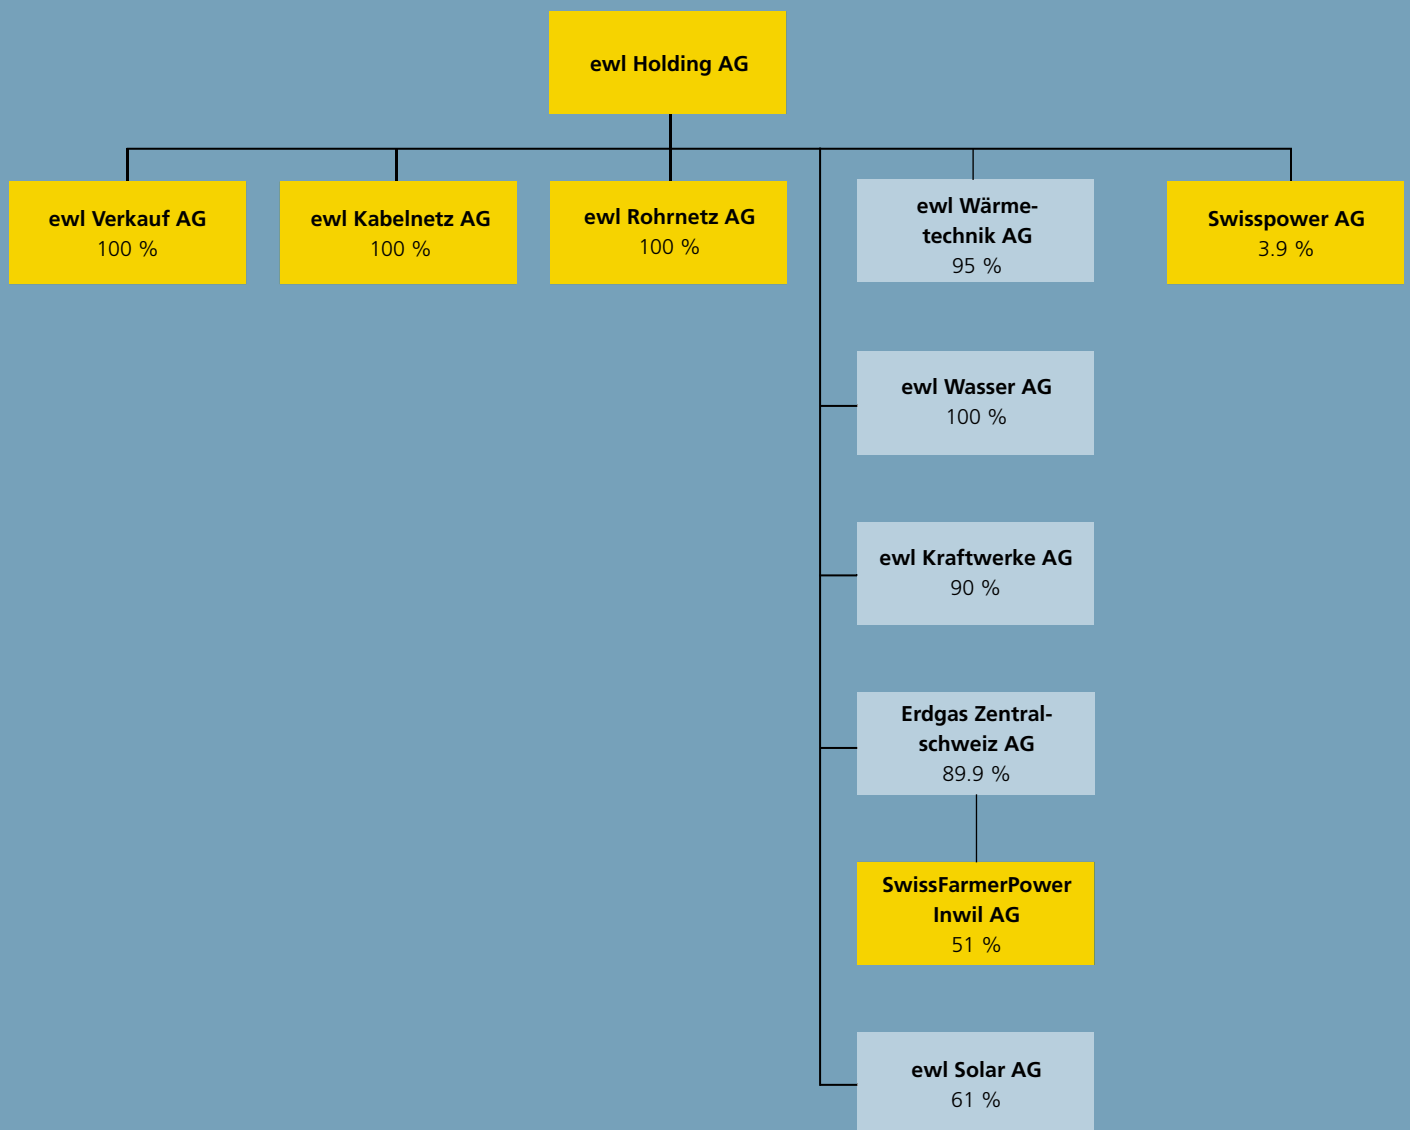 ewl Holding AG
ewl Verkauf AG
100 %
ewl Kabelnetz AG
100 %
ewl Rohrnetz AG
100 %
ewl Wärme-
technik AG
95 %
Swisspower AG
3.9 %
ewl Wasser AG
100 %
ewl Kraftwerke AG
90 %
Erdgas Zentral-
schweiz AG
89.9 %
SwissFarmerPower
Inwil AG
51 %
ewl Solar AG
61 %